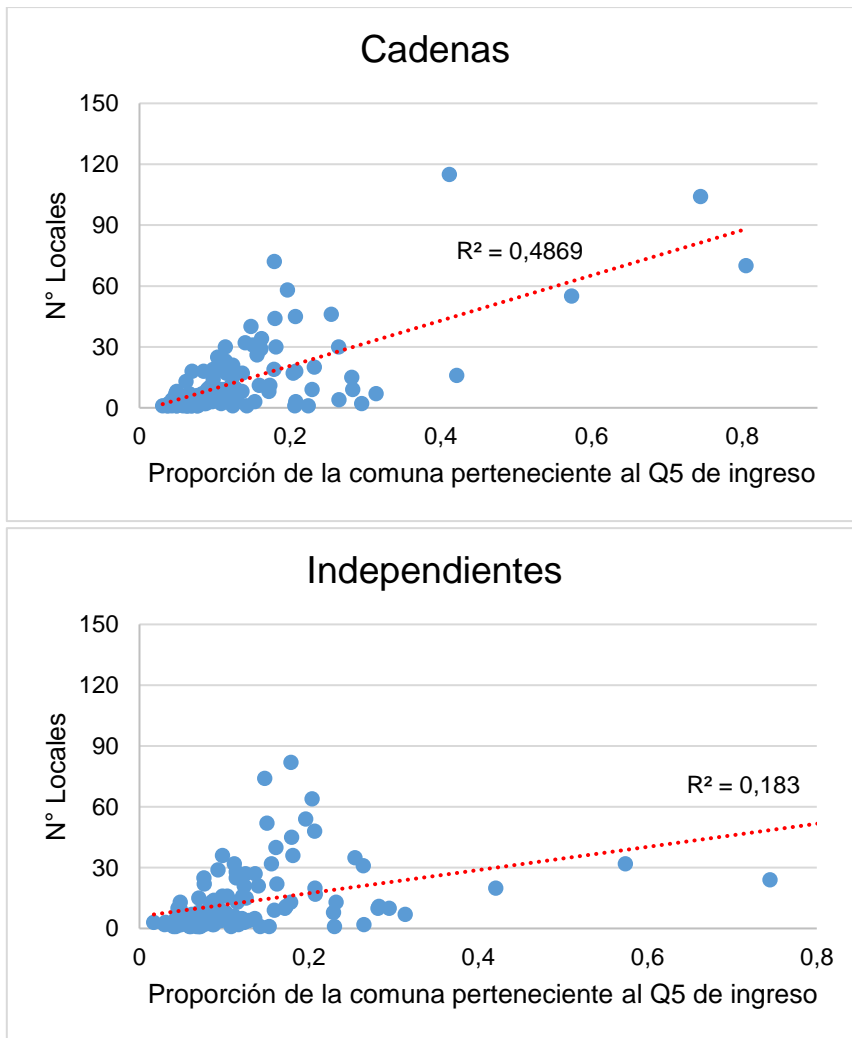 Cadenas
150
120
90
60
30
0
N° Locales
R² = 0,4869
0 0,2 0,4 0,6 0,8
Proporción de la comuna perteneciente al Q5 de ingreso
Independientes
150
120
90
60
30
0
N° Locales
R² = 0,183
0 0,2 0,4 0,6 0,8
Proporción de la comuna perteneciente al Q5 de ingreso